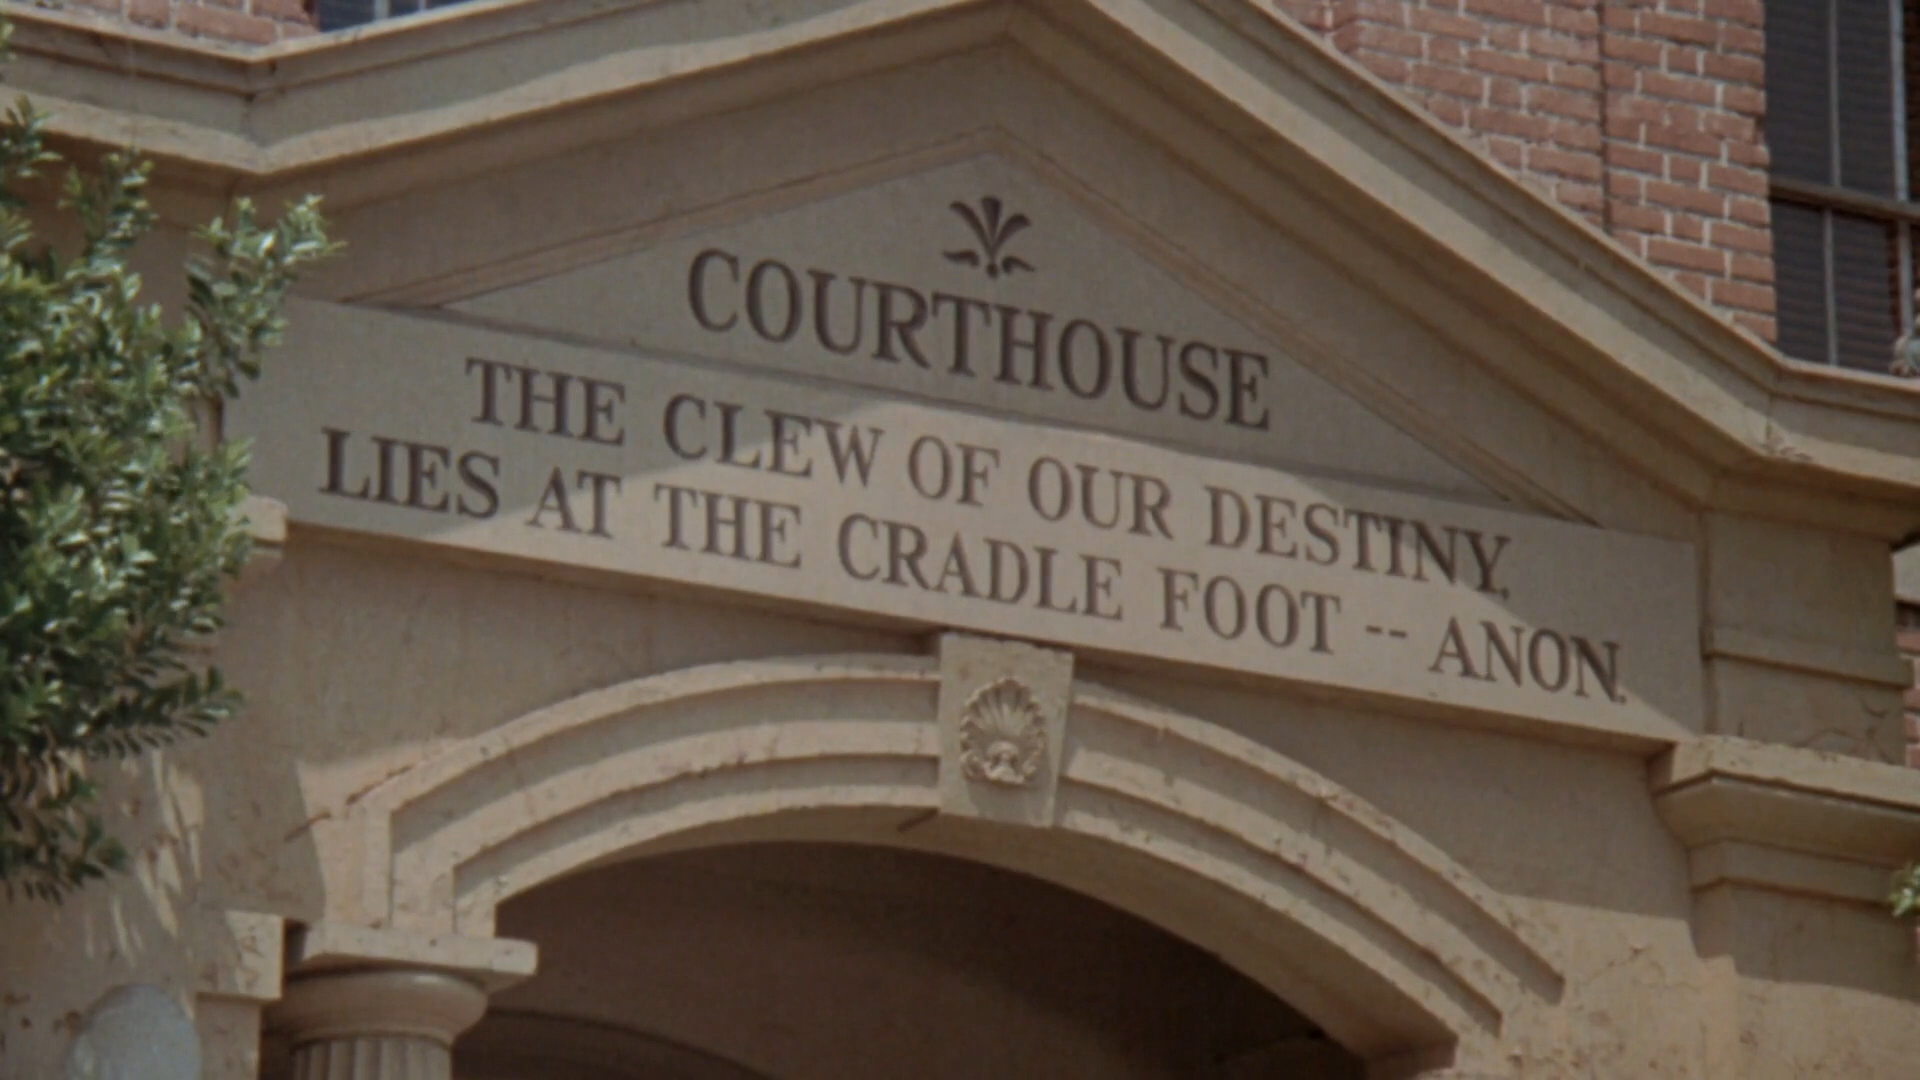 COURTHOUSE
THE CLEW OF OUR DESTINY,
LIES AT THE CRADLE FOOT -- ANON.